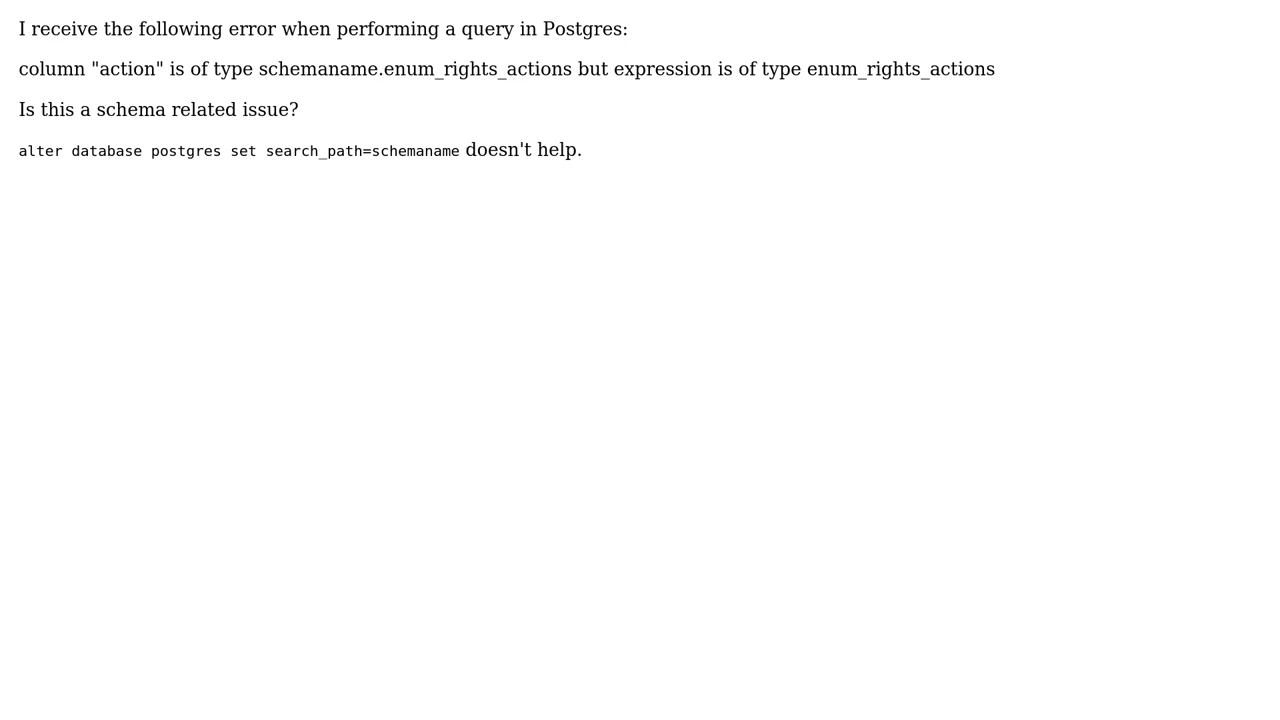 I receive the following error when performing a query in Postgres:
column "action" is of type schemaname.enum_rights_actions but expression is of type enum_rights_actions
Is this a schema related issue?
alter database postgres set search_path=schemaname doesn't help.